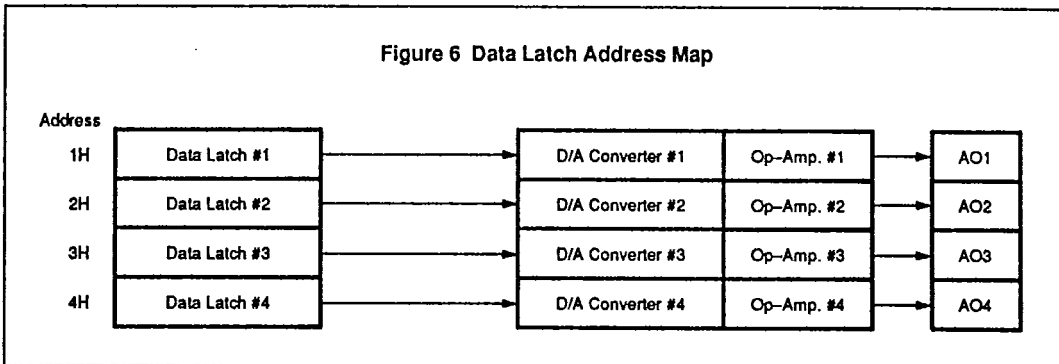 Figure 6 Data Latch Address Map
Address
1H Data Latch #1 D/A Converter #1 Op–Amp. #1 AO1
2H Data Latch #2 D/A Converter #2 Op–Amp. #2 AO2
3H Data Latch #3 D/A Converter #3 Op–Amp. #3 AO3
4H Data Latch #4 D/A Converter #4 Op–Amp. #4 AO4